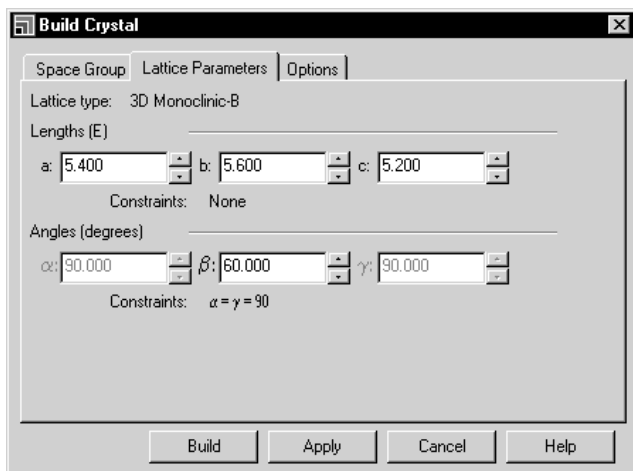 Build Crystal
Space Group Lattice Parameters Options
Lattice type: 3D Monoclinic-B
Lengths (E)
a: 5.400 b: 5.600 c: 5.200
Constraints: None
Angles (degrees)
α: 90.000 β: 60.000 γ: 90.000
Constraints: α = γ = 90
Build Apply Cancel Help